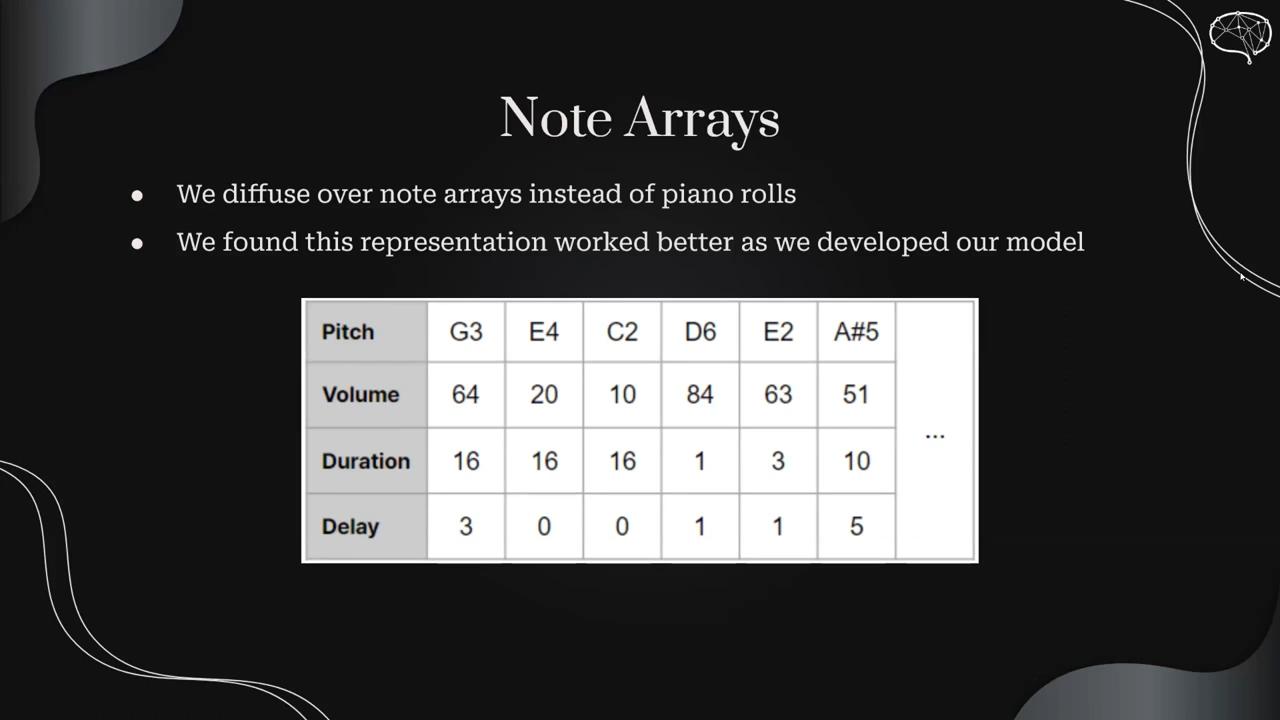 Note Arrays
● We diffuse over note arrays instead of piano rolls
● We found this representation worked better as we developed our model
Pitch G3 E4 C2 D6 E2 A#5
Volume 64 20 10 84 63 51
...
Duration 16 16 16 1 3 10
Delay 3 0 0 1 1 5